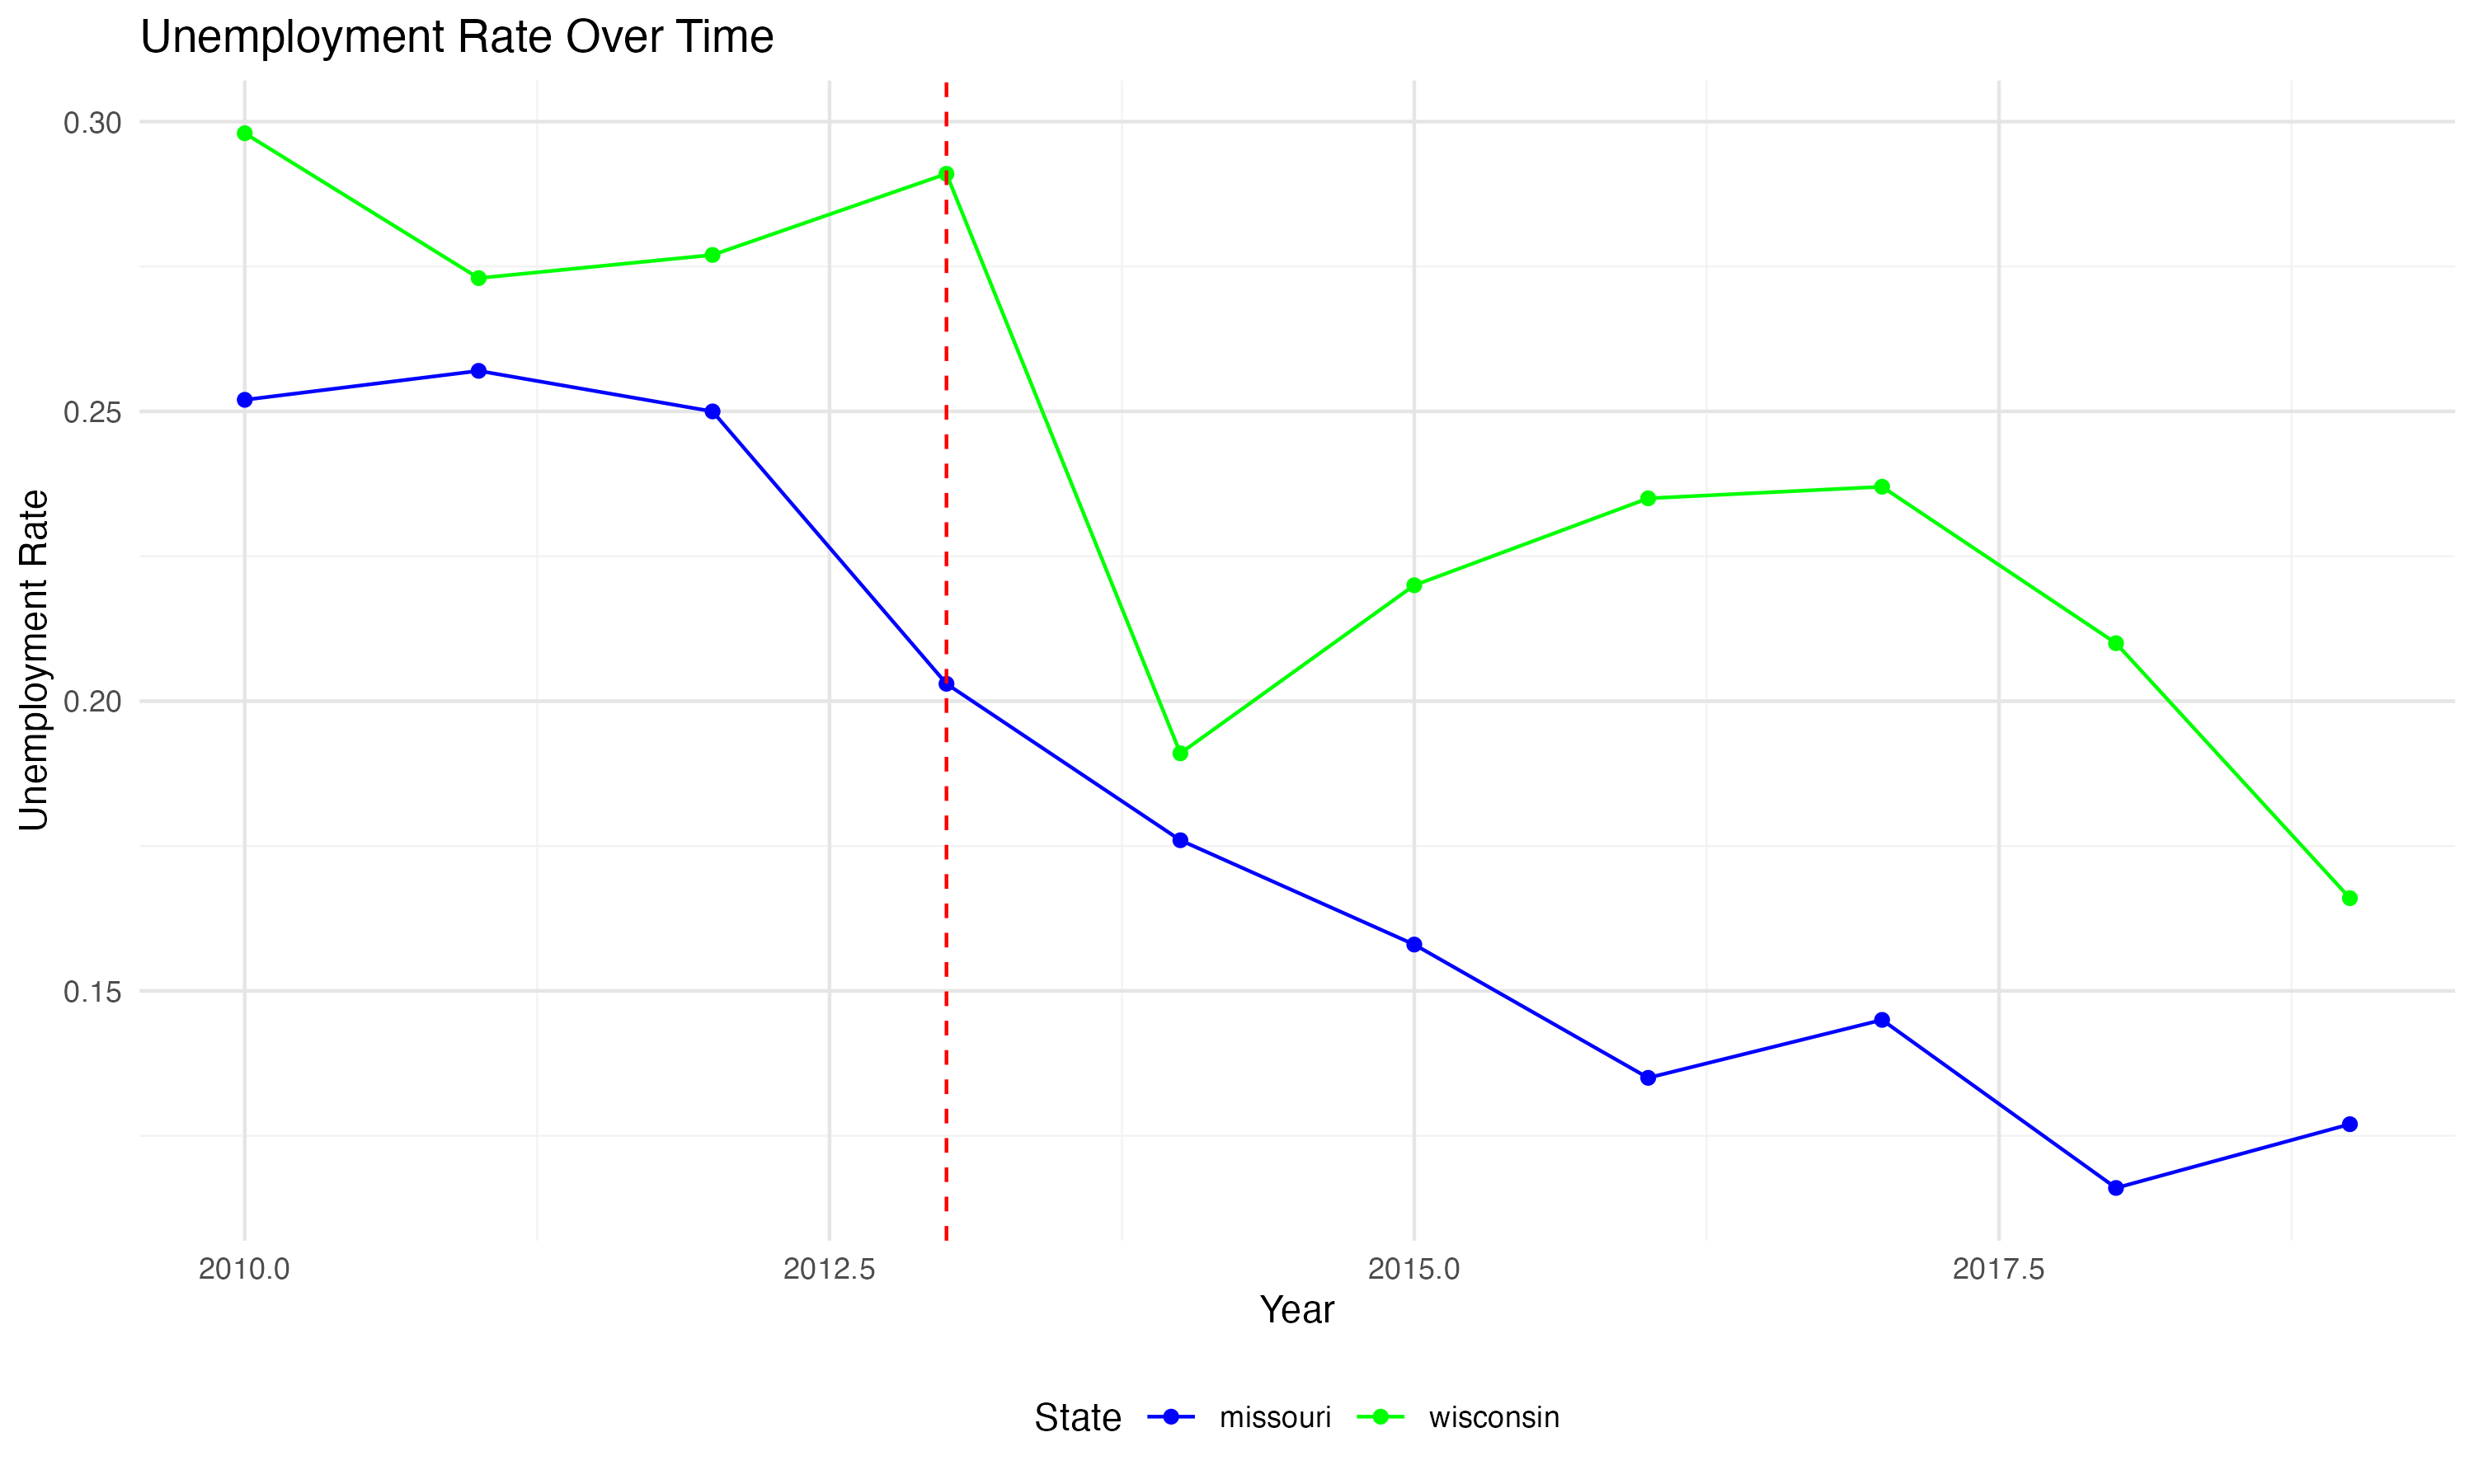 Unemployment Rate Over Time
Unemployment Rate
0.30
0.25
0.20
0.15
2010.0 2012.5 2015.0 2017.5
Year
State missouri wisconsin